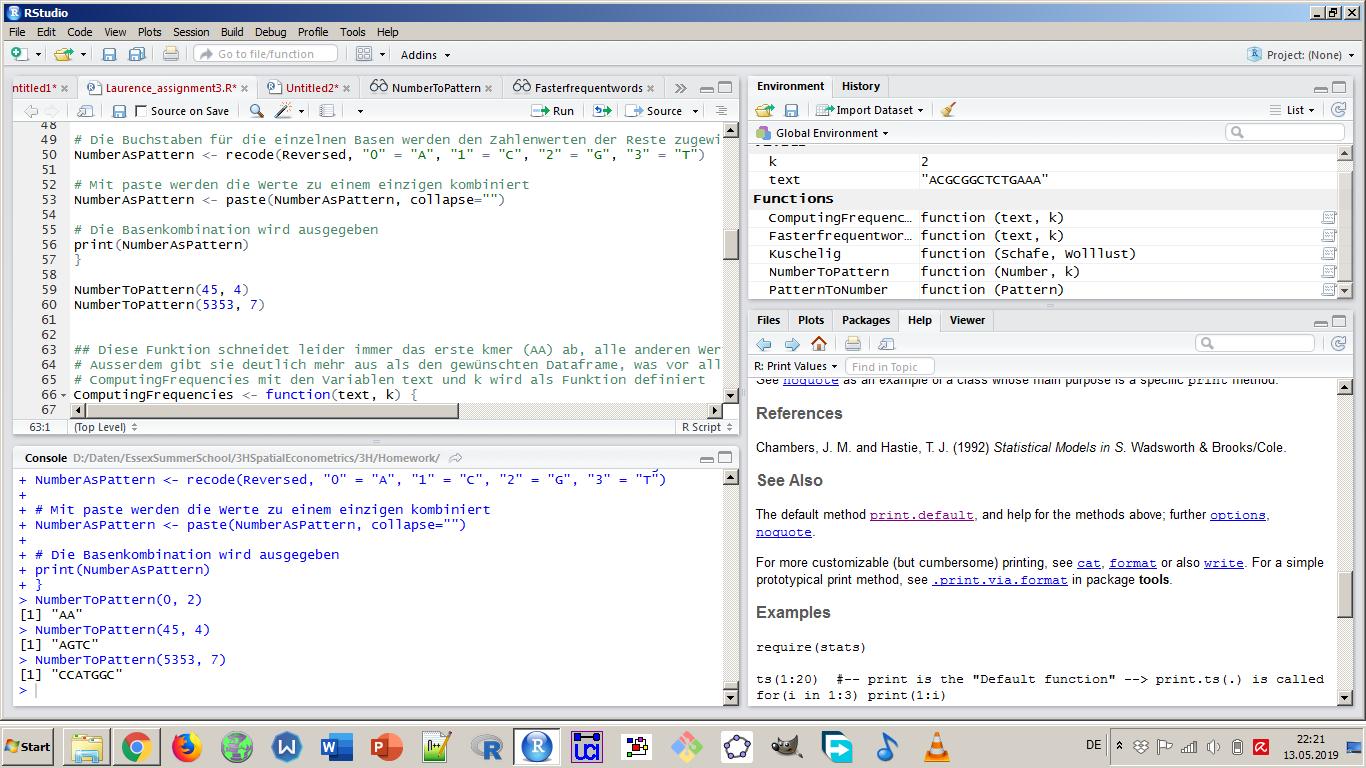 RStudio
File Edit Code View Plots Session Build Debug Profile Tools Help
Go to file/function Addins Project: (None)
ntitled1* Laurence_assignment3.R* Untitled2* NumberToPattern Fasterfrequentwords
Source on Save Run Source
48
49 # Die Buchstaben für die einzelnen Basen werden den Zahlenwerten der Reste zugewi
50 NumberAsPattern <- recode(Reversed, "0" = "A", "1" = "C", "2" = "G", "3" = "T")
51
52 # Mit paste werden die Werte zu einem einzigen kombiniert
53 NumberAsPattern <- paste(NumberAsPattern, collapse="")
54
55 # Die Basenkombination wird ausgegeben
56 print(NumberAsPattern)
57 }
58
59 NumberToPattern(45, 4)
60 NumberToPattern(5353, 7)
61
62
63 ## Diese Funktion schneidet leider immer das erste kmer (AA) ab, alle anderen Wer
64 # Ausserdem gibt sie deutlich mehr aus als den gewünschten Dataframe, was vor all
65 # ComputingFrequencies mit den Variablen text und k wird als Funktion definiert
66 ComputingFrequencies <- function(text, k) {
67
63:1 (Top Level) R Script
Console D:/Daten/EssexSummerSchool/3HSpatialEconometrics/3H/Homework/
+ NumberAsPattern <- recode(Reversed, "0" = "A", "1" = "C", "2" = "G", "3" = "T")
+
+ # Mit paste werden die Werte zu einem einzigen kombiniert
+ NumberAsPattern <- paste(NumberAsPattern, collapse="")
+
+ # Die Basenkombination wird ausgegeben
+ print(NumberAsPattern)
+ }
> NumberToPattern(0, 2)
[1] "AA"
> NumberToPattern(45, 4)
[1] "AGTC"
> NumberToPattern(5353, 7)
[1] "CCATGGC"
>
Environment History
Import Dataset List
Global Environment
k 2
text "ACGCGGCTCTGAAA"
Functions
ComputingFrequenc… function (text, k)
Fasterfrequentwor… function (text, k)
Kuschelig function (Schafe, Wolllust)
NumberToPattern function (Number, k)
PatternToNumber function (Pattern)
Files Plots Packages Help Viewer
R: Print Values Find in Topic
See noquote as an example of a class whose main purpose is a specific print method.
References
Chambers, J. M. and Hastie, T. J. (1992) Statistical Models in S. Wadsworth & Brooks/Cole.
See Also
The default method print.default, and help for the methods above; further options,
noquote.
For more customizable (but cumbersome) printing, see cat, format or also write. For a simple
prototypical print method, see .print.via.format in package tools.
Examples
require(stats)
ts(1:20) #-- print is the "Default function" --> print.ts(.) is called
for(i in 1:3) print(1:i)
Start DE 22:21
13.05.2019